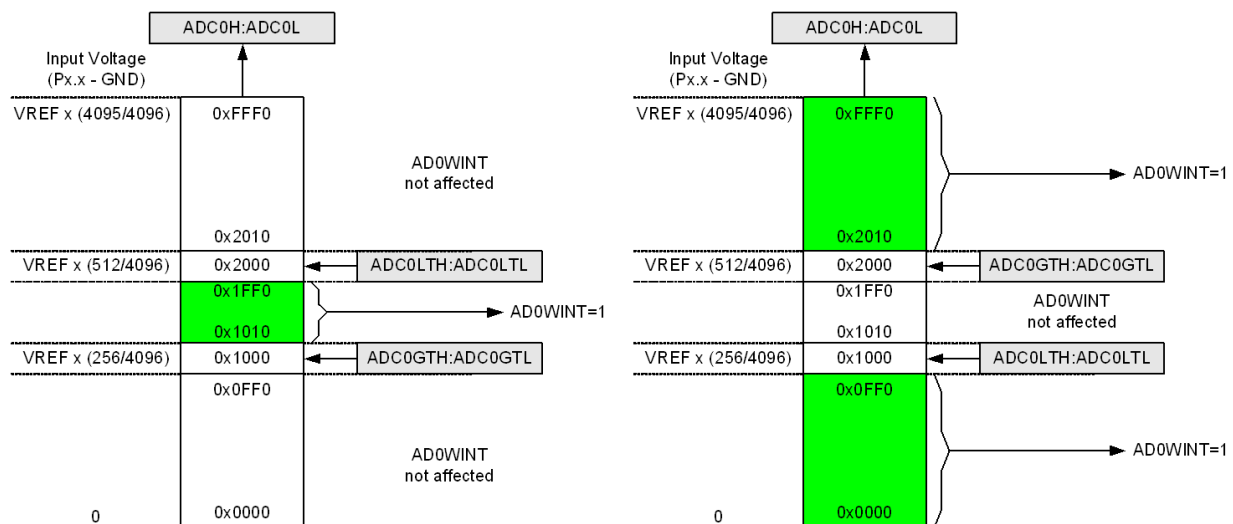 ADC0H:ADC0L
Input Voltage
(Px.x - GND)
VREF x (4095/4096)
0xFFF0
AD0WINT
not affected
0x2010
VREF x (512/4096)
0x2000
ADC0LTH:ADC0LTL
0x1FF0
AD0WINT=1
0x1010
VREF x (256/4096)
0x1000
ADC0GTH:ADC0GTL
0x0FF0
AD0WINT
not affected
0
0x0000
ADC0H:ADC0L
Input Voltage
(Px.x - GND)
VREF x (4095/4096)
0xFFF0
AD0WINT=1
0x2010
VREF x (512/4096)
0x2000
ADC0GTH:ADC0GTL
0x1FF0
AD0WINT
not affected
0x1010
VREF x (256/4096)
0x1000
ADC0LTH:ADC0LTL
0x0FF0
AD0WINT=1
0
0x0000